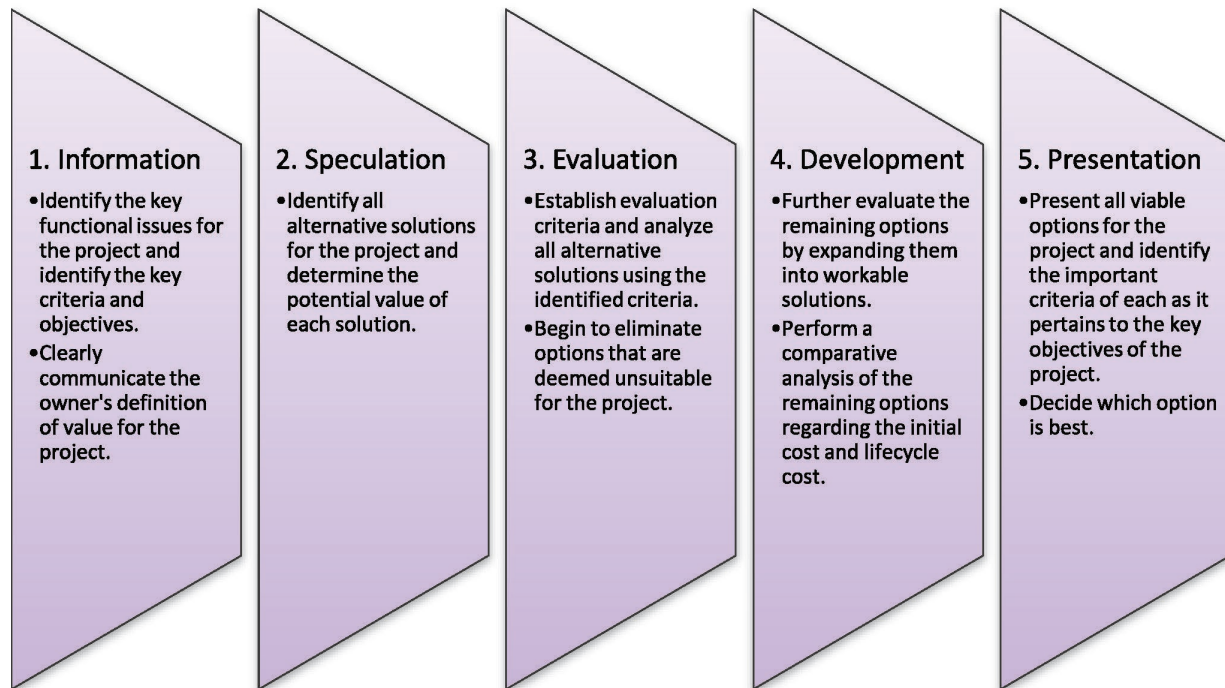 1. Information
•Identify the key
functional issues for
the project and
identify the key
criteria and
objectives.
•Clearly
communicate the
owner's definition
of value for the
project.
2. Speculation
•Identify all
alternative solutions
for the project and
determine the
potential value of
each solution.
3. Evaluation
•Establish evaluation
criteria and analyze
all alternative
solutions using the
identified criteria.
•Begin to eliminate
options that are
deemed unsuitable
for the project.
4. Development
•Further evaluate the
remaining options
by expanding them
into workable
solutions.
•Perform a
comparative
analysis of the
remaining options
regarding the initial
cost and lifecycle
cost.
5. Presentation
•Present all viable
options for the
project and identify
the important
criteria of each as it
pertains to the key
objectives of the
project.
•Decide which option
is best.